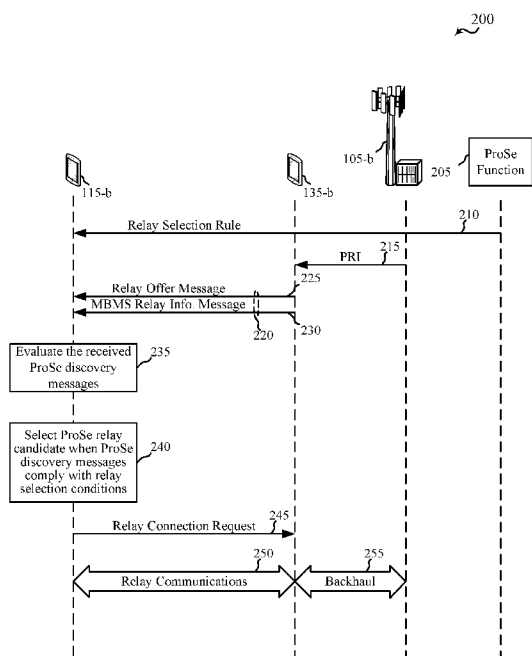 200
105-b
205
ProSe
Function
115-b
135-b
Relay Selection Rule
210
PRI
215
Relay Offer Message
225
MBMS Relay Info. Message
220
230
Evaluate the received
ProSe discovery
messages
235
Select ProSe relay
candidate when ProSe
discovery messages
comply with relay
selection conditions
240
Relay Connection Request
245
250
Relay Communications
255
Backhaul